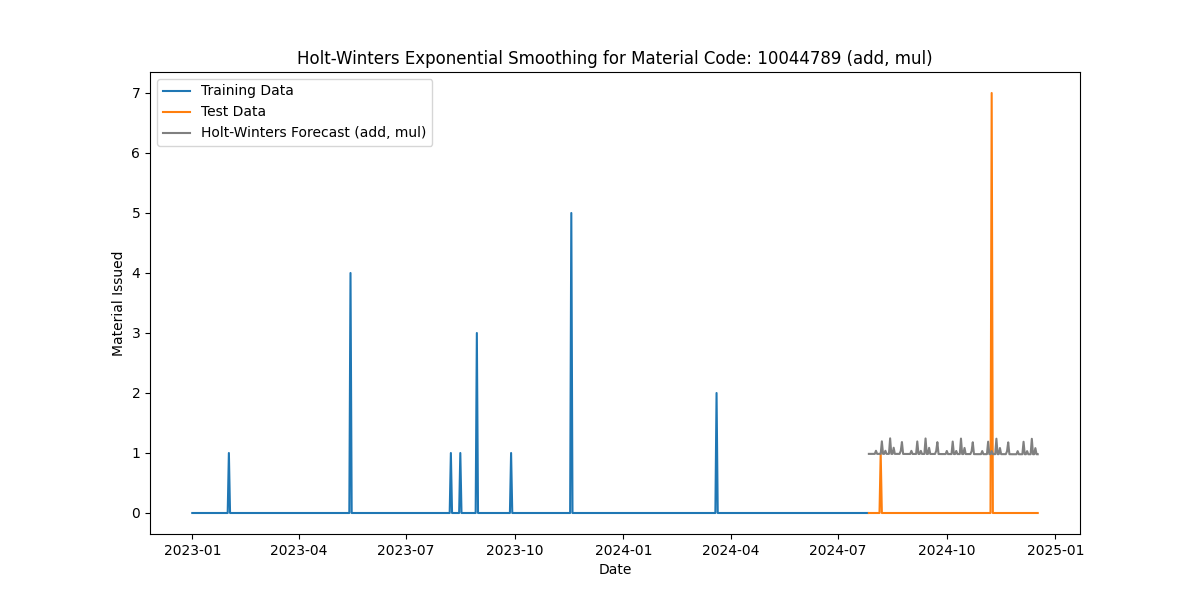 Holt-Winters Exponential Smoothing for Material Code: 10044789 (add, mul)
Training Data
Test Data
Holt-Winters Forecast (add, mul)
Material Issued
7
6
5
4
3
2
1
0
2023-01
2023-04
2023-07
2023-10
2024-01
2024-04
2024-07
2024-10
2025-01
Date